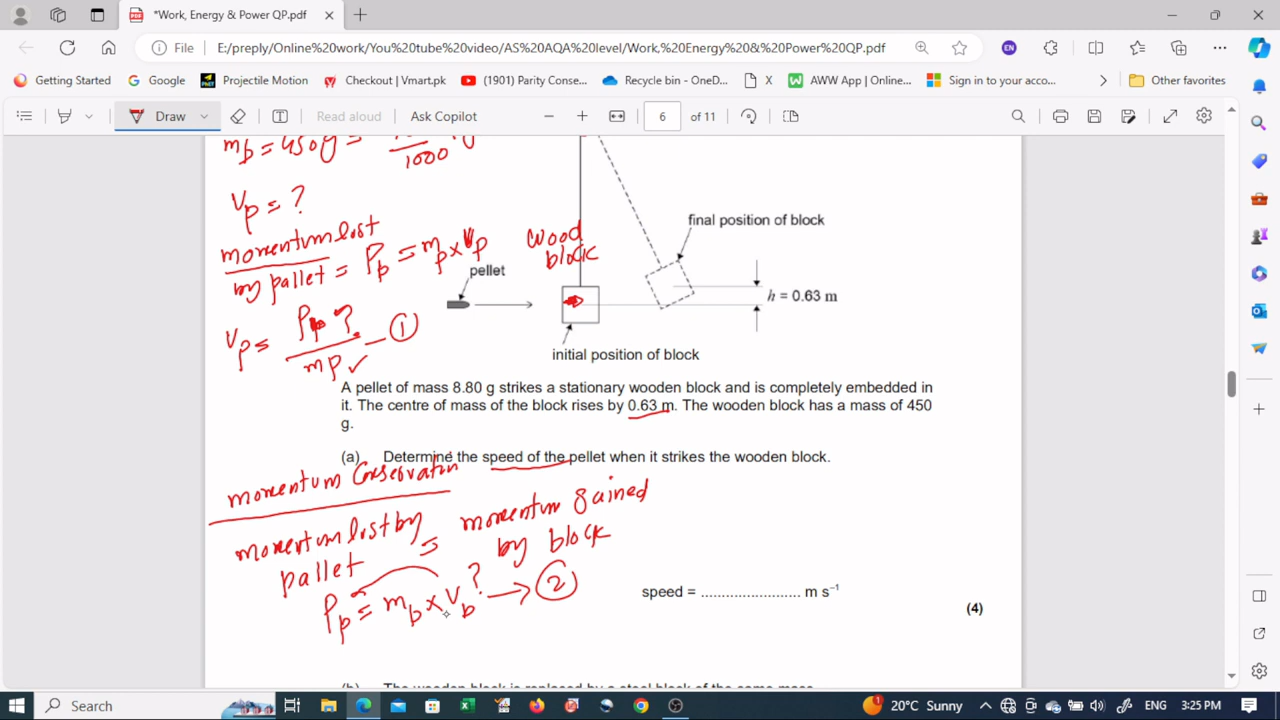 *Work, Energy & Power QP.pdf
File
E:/preply/Online%20work/You%20tube%20video/AS%20AQA%20level/Work,%20Energy%20&%20Power%20QP.pdf
EN
Getting Started
Google
Projectile Motion
Checkout | Vmart.pk
(1901) Parity Conse...
Recycle bin - OneD...
X
AWW App | Online...
Sign in to your acco...
Other favorites
Draw
Read aloud
Ask Copilot
6 of 11
mb = 450g =
1000
vp = ?
momentum lost
by pallet = Pp = mp × vp
wood
block
final position of block
pellet
h = 0.63 m
vp = Pp ?
mp ✓
①
initial position of block
A pellet of mass 8.80 g strikes a stationary wooden block and is completely embedded in
it. The centre of mass of the block rises by 0.63 m. The wooden block has a mass of 450
g.
(a) Determine the speed of the pellet when it strikes the wooden block.
momentum Conservation
momentum lost by
pallet
=
momentum gained
by block
Pp = mb × vb ? → ②
speed = ....................... m s⁻¹
(4)
Search
20°C Sunny
3:25 PM